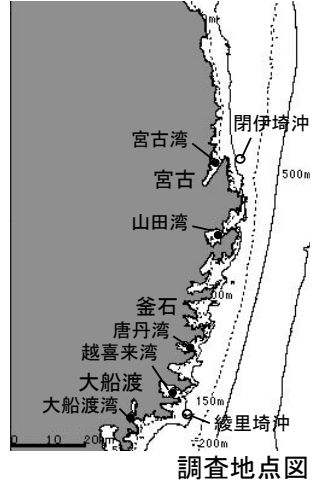 閉伊埼沖
宮古湾
宮古
500m
山田湾
釜石
唐丹湾
越喜来湾
大船渡
150m
大船渡湾
綾里埼沖
0 10 20
200m
調査地点図